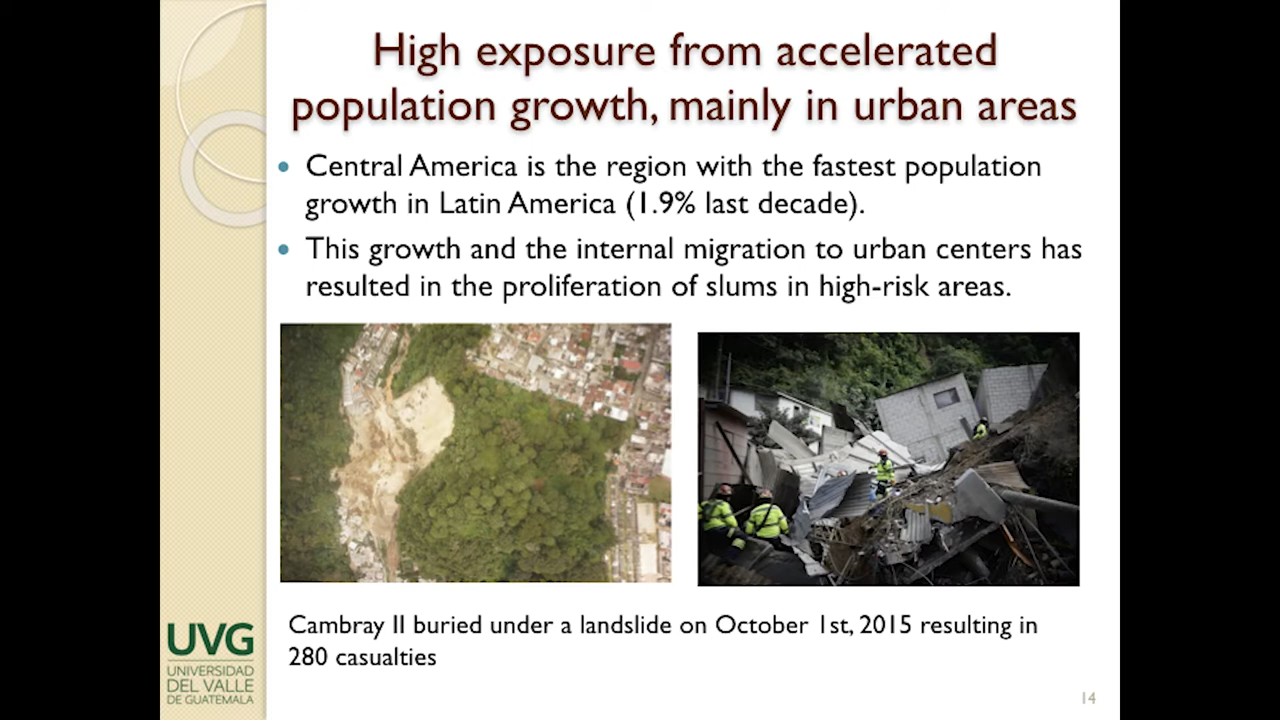 High exposure from accelerated
population growth, mainly in urban areas
• Central America is the region with the fastest population
growth in Latin America (1.9% last decade).
• This growth and the internal migration to urban centers has
resulted in the proliferation of slums in high-risk areas.
Cambray II buried under a landslide on October 1st, 2015 resulting in
280 casualties
UVG
UNIVERSIDAD
DEL VALLE
DE GUATEMALA
14